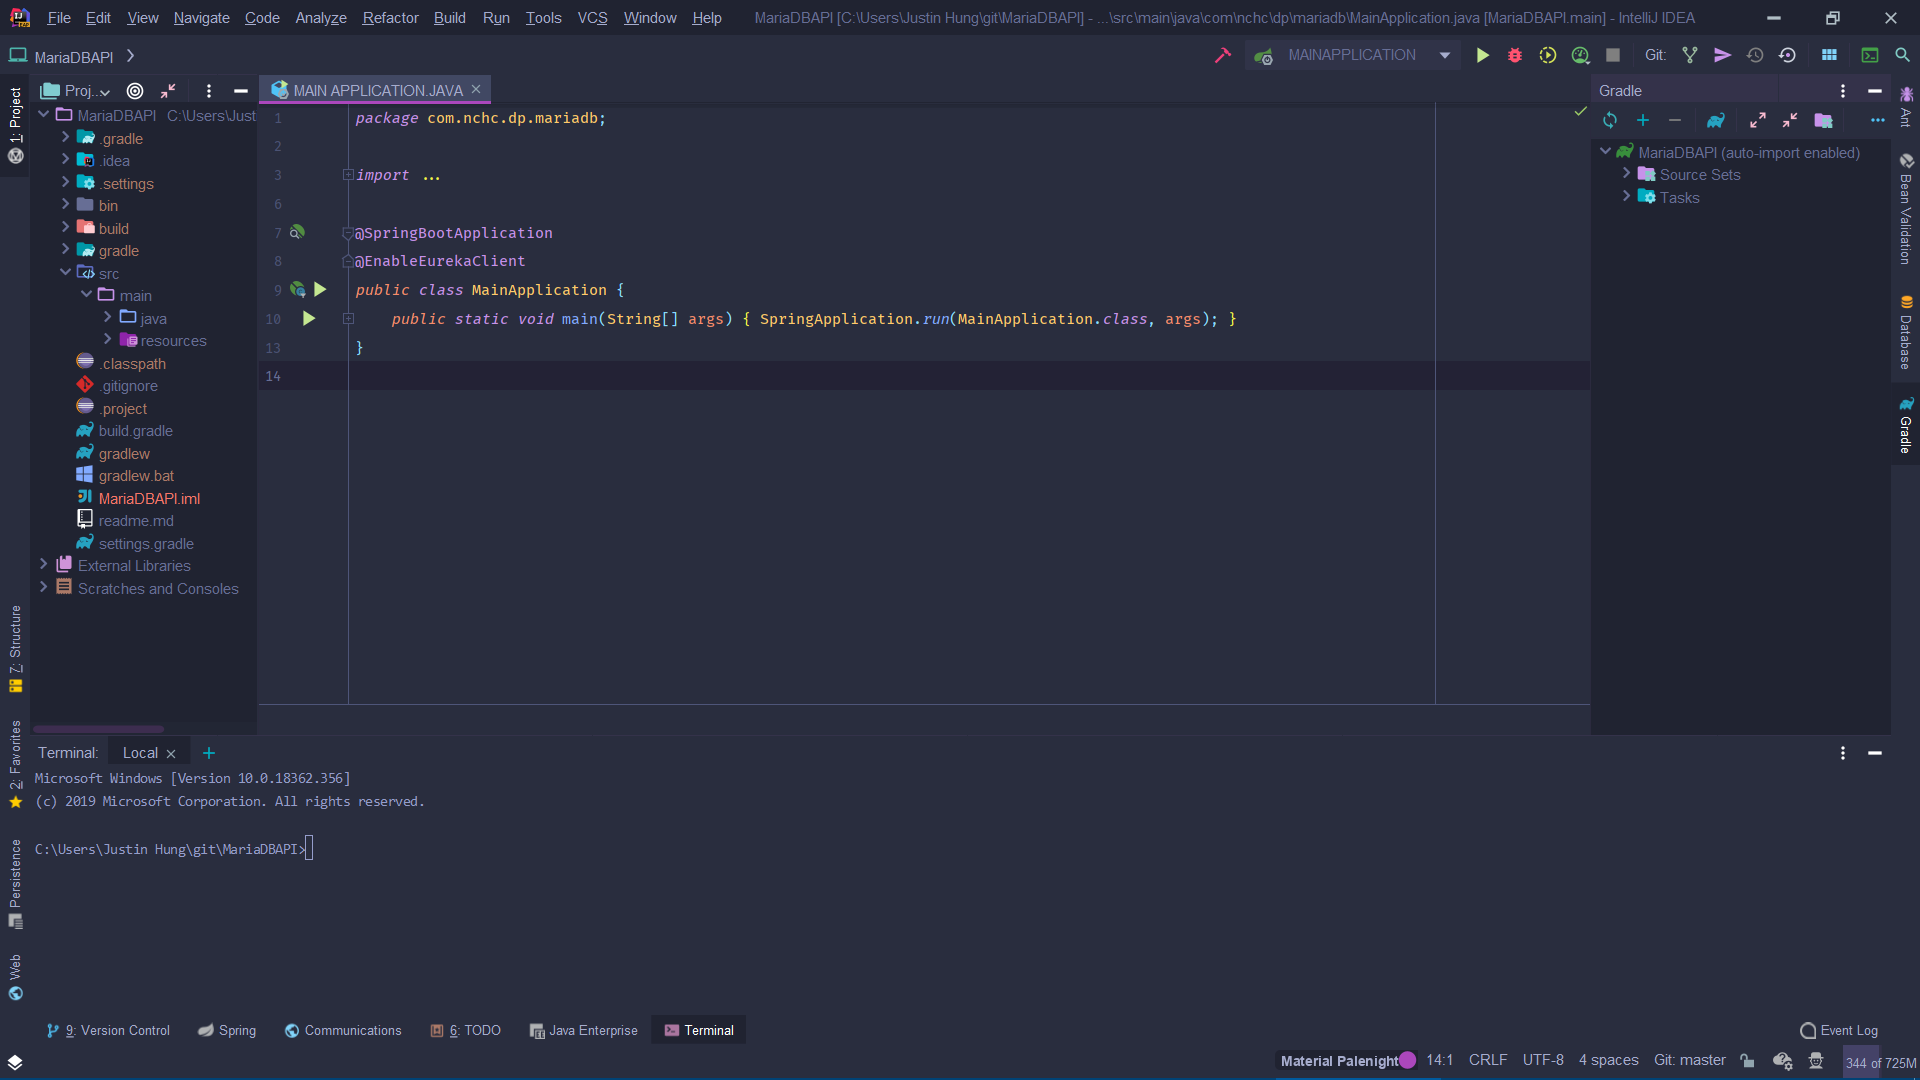 File Edit View Navigate Code Analyze Refactor Build Run Tools VCS Window Help MariaDBAPI [C:\Users\Justin Hung\git\MariaDBAPI] - ...\src\main\java\com\nchc\dp\mariadb\MainApplication.java [MariaDBAPI.main] - IntelliJ IDEA
MariaDBAPI
MAINAPPLICATION
Git:
1: Project
Proj...
MAIN APPLICATION.JAVA
Gradle
MariaDBAPI C:\Users\Just
.gradle
.idea
.settings
bin
build
gradle
src
main
java
resources
.classpath
.gitignore
.project
build.gradle
gradlew
gradlew.bat
MariaDBAPI.iml
readme.md
settings.gradle
External Libraries
Scratches and Consoles
1 package com.nchc.dp.mariadb;
2
3 import ...
6
7 @SpringBootApplication
8 @EnableEurekaClient
9 public class MainApplication {
10 public static void main(String[] args) { SpringApplication.run(MainApplication.class, args); }
13 }
14
MariaDBAPI (auto-import enabled)
Source Sets
Tasks
Ant
Bean Validation
Database
Gradle
7: Structure
2: Favorites
Persistence
Web
Terminal: Local
Microsoft Windows [Version 10.0.18362.356]
(c) 2019 Microsoft Corporation. All rights reserved.
C:\Users\Justin Hung\git\MariaDBAPI>
9: Version Control Spring Communications 6: TODO Java Enterprise Terminal Event Log
Material Palenight 14:1 CRLF UTF-8 4 spaces Git: master 344 of 725M